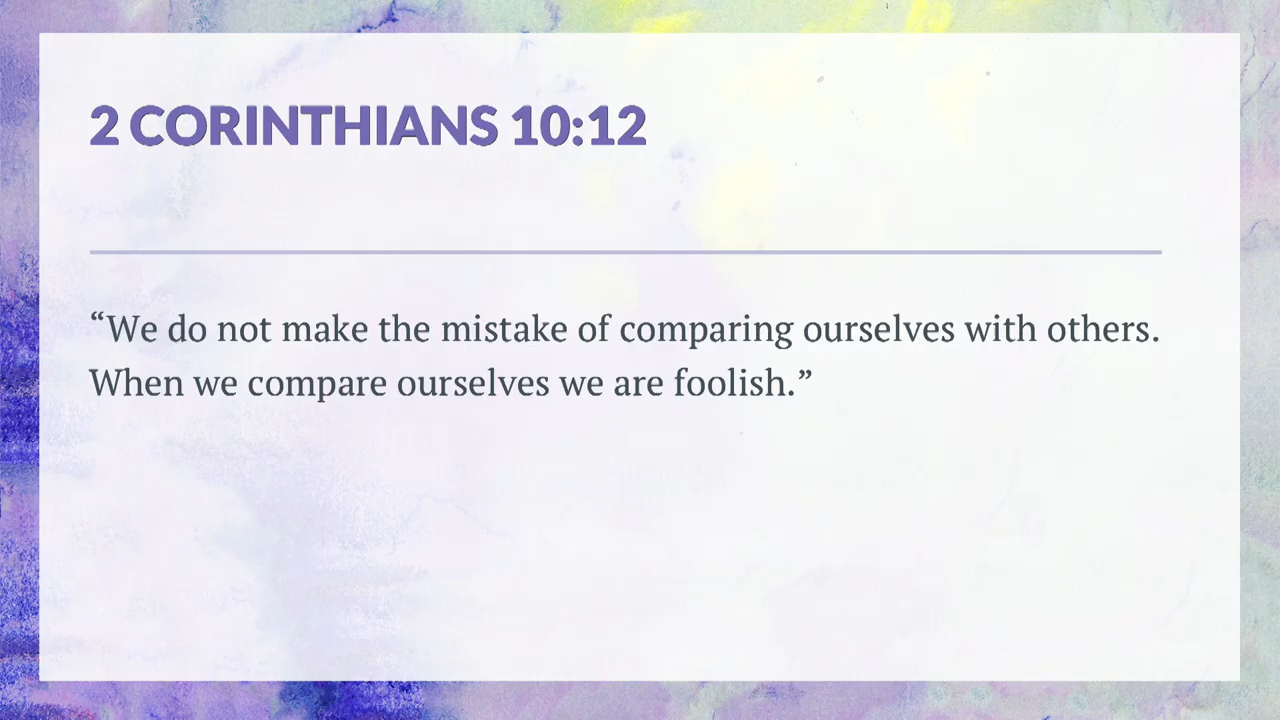 2 CORINTHIANS 10:12
“We do not make the mistake of comparing ourselves with others.
When we compare ourselves we are foolish.”